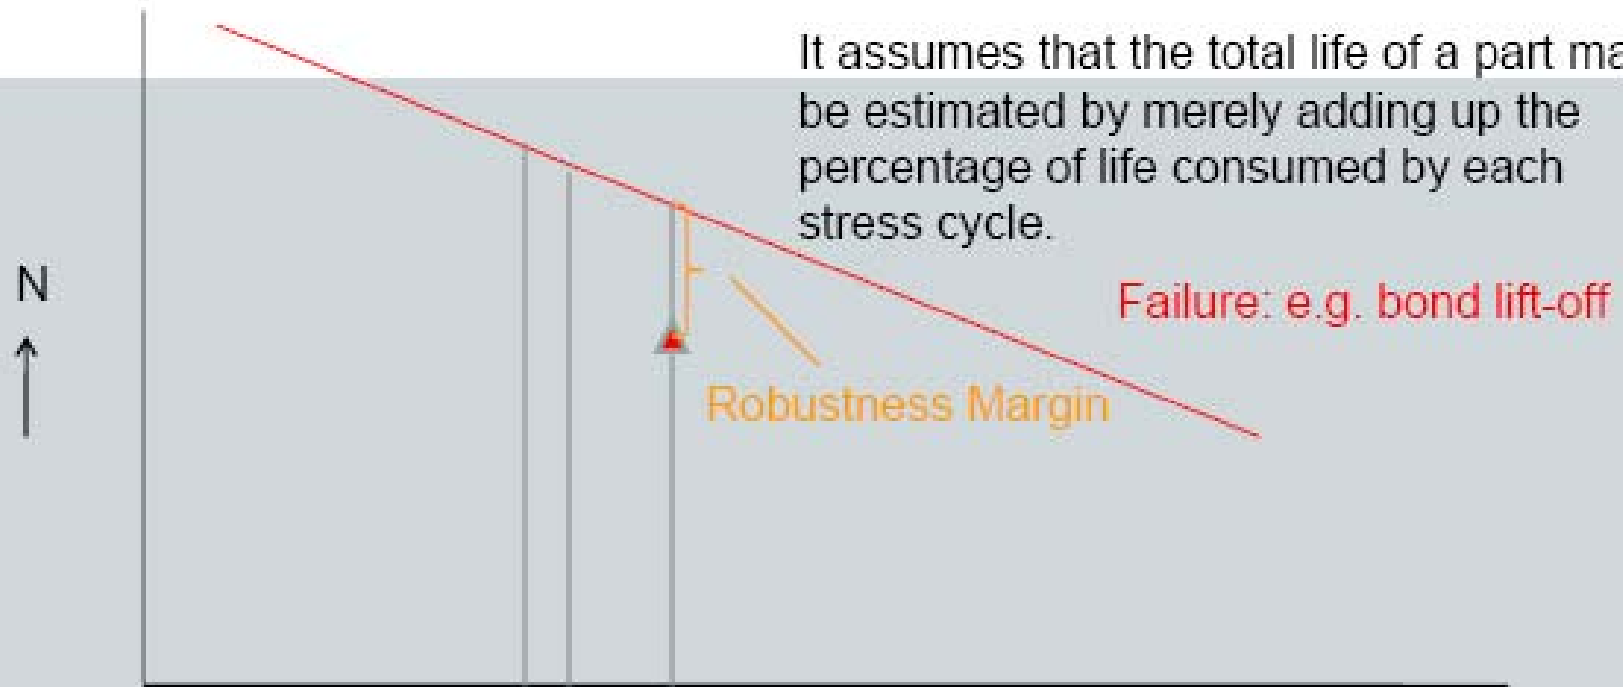 It assumes that the total life of a part ma
be estimated by merely adding up the
percentage of life consumed by each
stress cycle.
N
Failure: e.g. bond lift-off
Robustness Margin